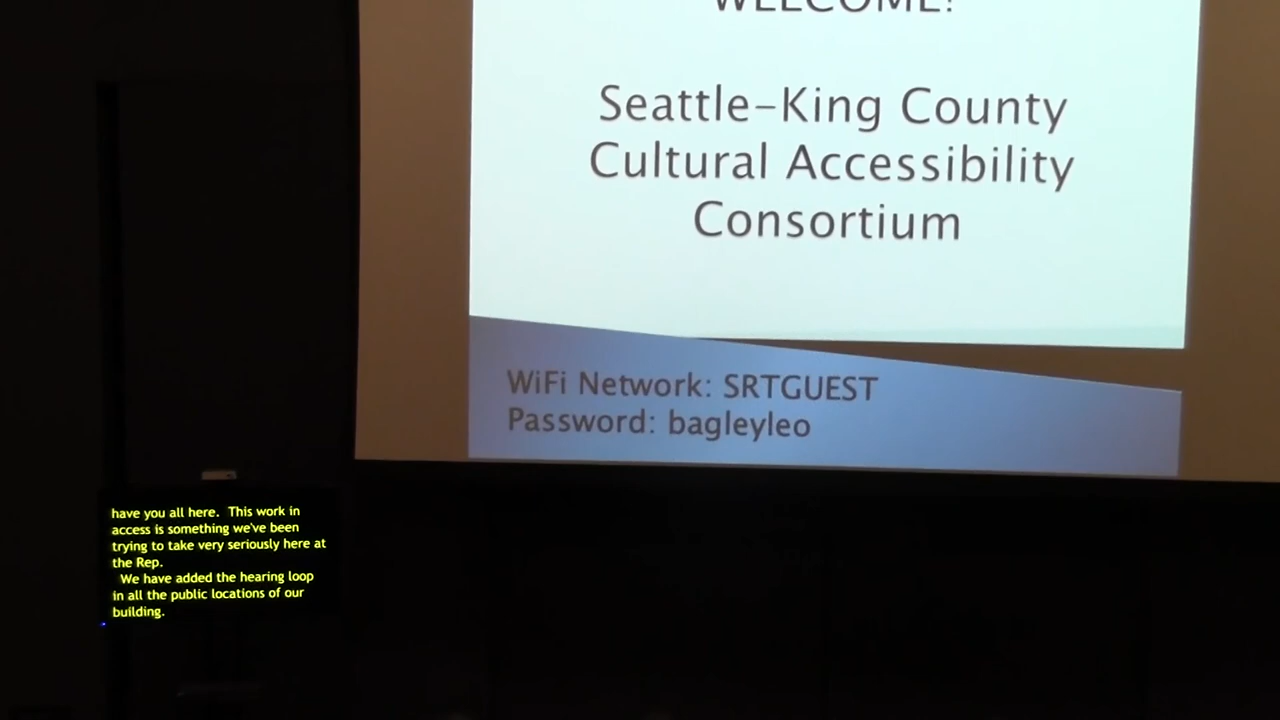 WELCOME!
Seattle-King County
Cultural Accessibility
Consortium
WiFi Network: SRTGUEST
Password: bagleyleo
have you all here. This work in
access is something we've been
trying to take very seriously here at
the Rep.
We have added the hearing loop
in all the public locations of our
building.